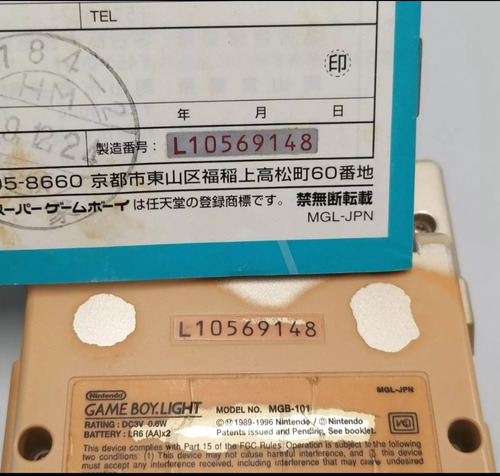 TEL
184-2
HM
印
年 月 日
製造番号: L10569148
05-8660 京都市東山区福稲上高松町60番地
スーパーゲームボーイ は任天堂の登録商標です。 禁無断転載
MGL-JPN
L10569148
MGL-JPN
Nintendo
GAME BOY.LIGHT MODEL NO. MGB-101
RATING : DC3V 0.6W ©℗ 1989-1996 Nintendo / © Nintendo
BATTERY : LR6 (AA)x2 Patents issued and Pending. See booklet.
This device complies with Part 15 of the FCC Rules. Operation is subject to the following
two conditions (1) This device may not cause harmful interference, and (2) this device
must accept any interference received, including interference that may cause undesired